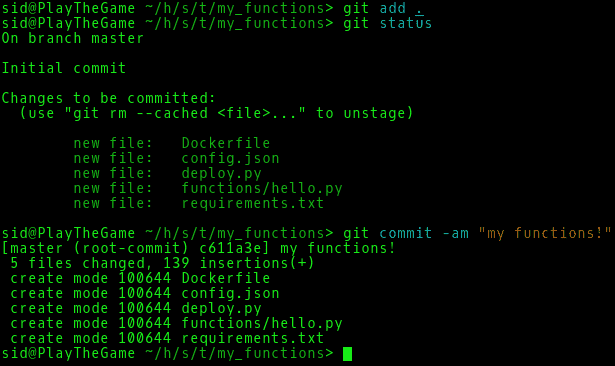 sid@PlayTheGame ~/h/s/t/my_functions> git add .
sid@PlayTheGame ~/h/s/t/my_functions> git status
On branch master
Initial commit
Changes to be committed:
  (use "git rm --cached <file>..." to unstage)
        new file:   Dockerfile
        new file:   config.json
        new file:   deploy.py
        new file:   functions/hello.py
        new file:   requirements.txt
sid@PlayTheGame ~/h/s/t/my_functions> git commit -am "my functions!"
[master (root-commit) c611a3e] my functions!
 5 files changed, 139 insertions(+)
 create mode 100644 Dockerfile
 create mode 100644 config.json
 create mode 100644 deploy.py
 create mode 100644 functions/hello.py
 create mode 100644 requirements.txt
sid@PlayTheGame ~/h/s/t/my_functions>